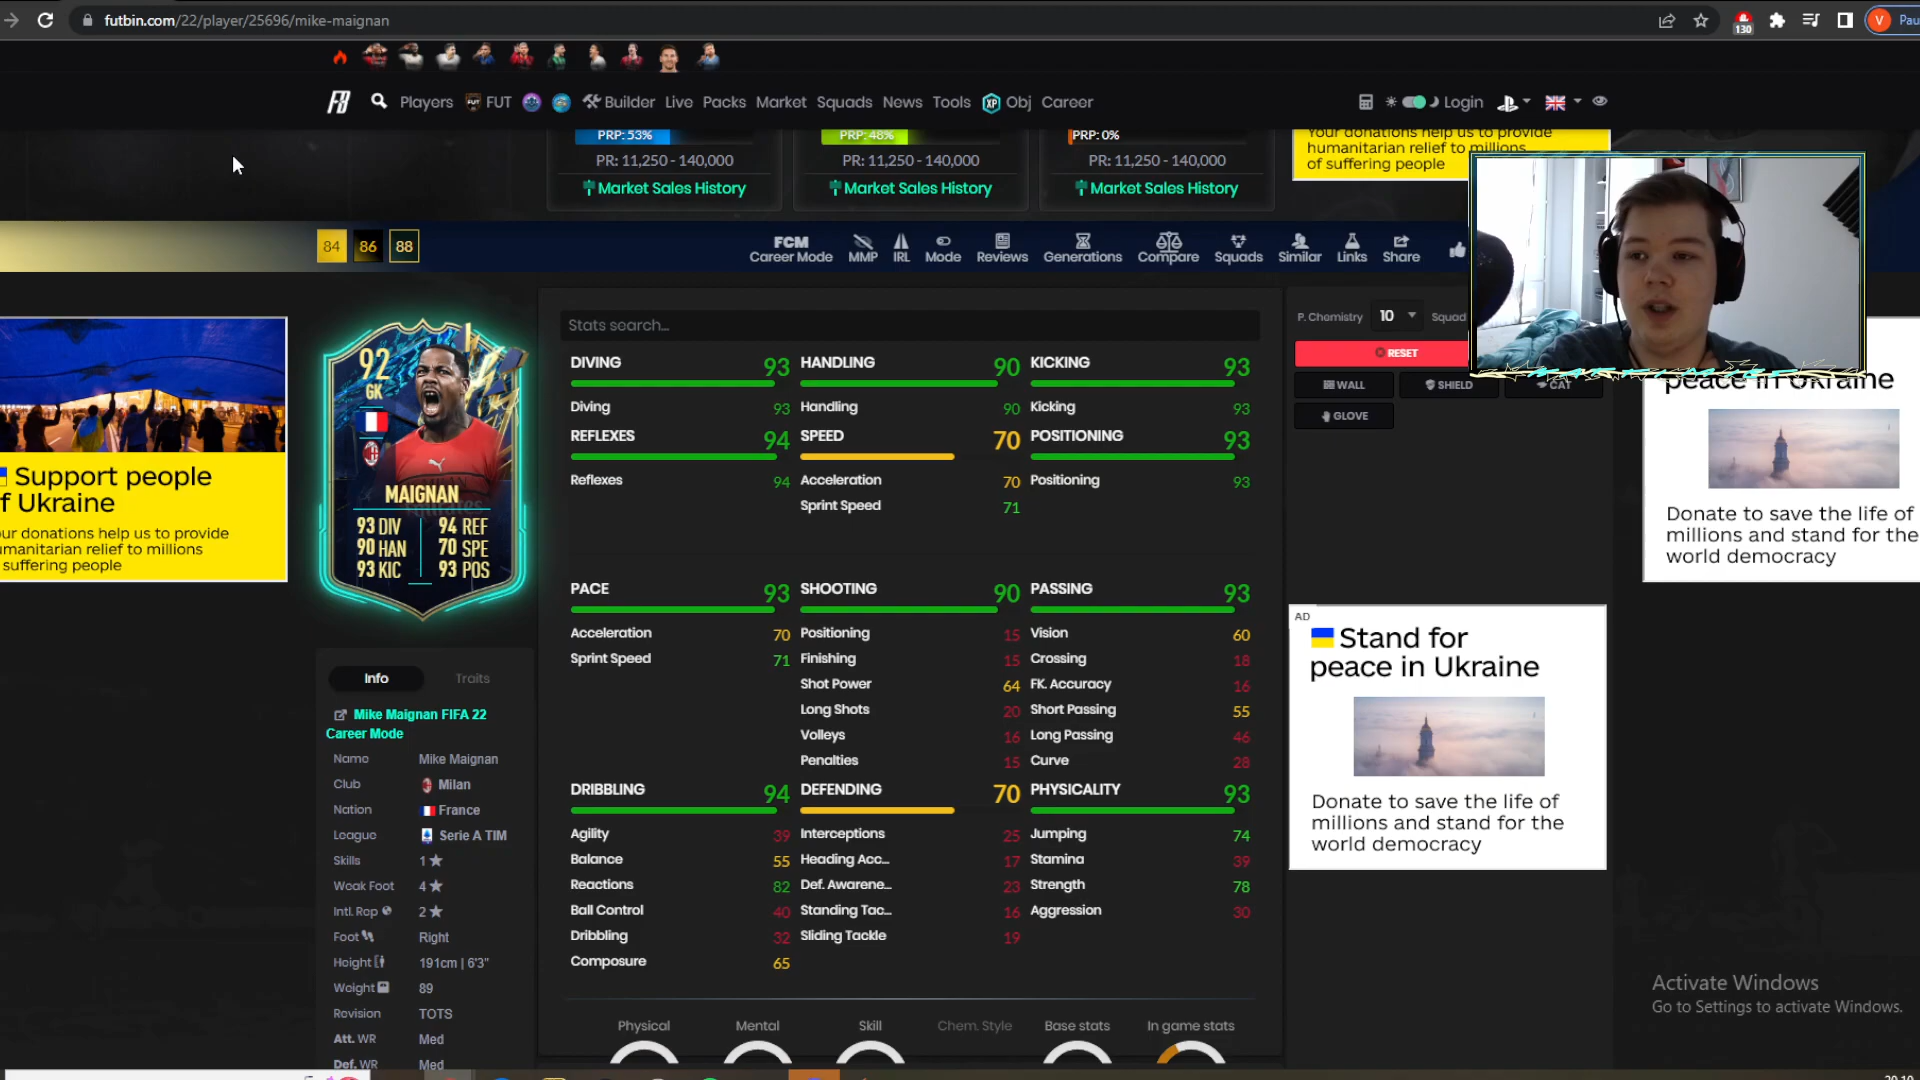 futbin.com/22/player/25696/mike-maignan
130
V Pau
FB Players FUT Builder Live Packs Market Squads News Tools XP Obj Career Login
PRP: 53% PRP: 48% PRP: 0%
PR: 11,250 - 140,000 PR: 11,250 - 140,000 PR: 11,250 - 140,000
Market Sales History Market Sales History Market Sales History
Your donations help us to provide
humanitarian relief to millions
of suffering people
84 86 88
FCM
Career Mode MMP IRL Mode Reviews Generations Compare Squads Similar Links Share
Support people
f Ukraine
our donations help us to provide
umanitarian relief to millions
suffering people
92
GK
MAIGNAN
93 DIV 94 REF
90 HAN 70 SPE
93 KIC 93 POS
Stats search...
P. Chemistry 10 Squad
RESET
WALL SHIELD CAT
GLOVE
DIVING 93 HANDLING 90 KICKING 93
Diving 93 Handling 90 Kicking 93
REFLEXES 94 SPEED 70 POSITIONING 93
Reflexes 94 Acceleration 70 Positioning 93
Sprint Speed 71
PACE 93 SHOOTING 90 PASSING 93
Acceleration 70 Positioning 15 Vision 60
Sprint Speed 71 Finishing 15 Crossing 18
Shot Power 64 FK. Accuracy 16
Long Shots 20 Short Passing 55
Volleys 16 Long Passing 46
Penalties 15 Curve 28
DRIBBLING 94 DEFENDING 70 PHYSICALITY 93
Agility 39 Interceptions 25 Jumping 74
Balance 55 Heading Acc... 17 Stamina 39
Reactions 82 Def. Awarene... 23 Strength 78
Ball Control 40 Standing Tac... 16 Aggression 30
Dribbling 32 Sliding Tackle 19
Composure 65
Physical Mental Skill Chem. Style Base stats In game stats
Info Traits
Mike Maignan FIFA 22
Career Mode
Name Mike Maignan
Club Milan
Nation France
League Serie A TIM
Skills 1
Weak Foot 4
Intl. Rep 2
Foot Right
Height 191cm | 6'3"
Weight 89
Revision TOTS
Att. WR Med
Def. WR Med
AD
Stand for
peace in Ukraine
Donate to save the life of
millions and stand for the
world democracy
peace in Ukraine
Donate to save the life of
millions and stand for the
world democracy
Activate Windows
Go to Settings to activate Windows.
20.10